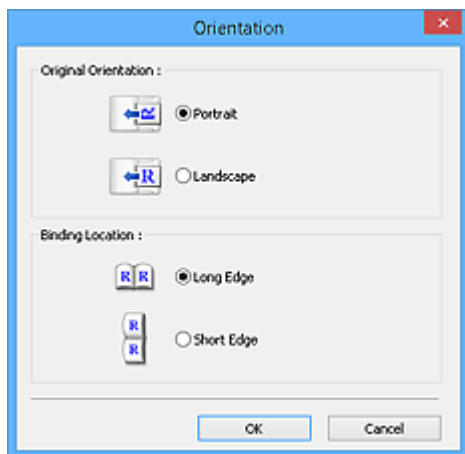 Orientation
Original Orientation :
R
Portrait
R
Landscape
Binding Location :
R R
Long Edge
R
R
Short Edge
OK Cancel